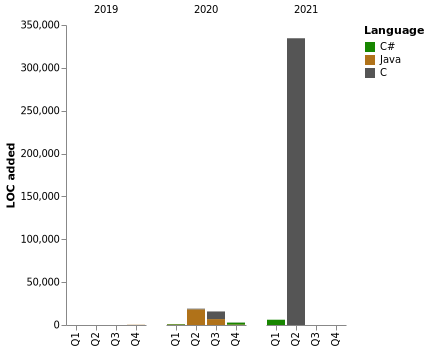 2019 2020 2021
Language
C#
Java
C
LOC added
350,000
300,000
250,000
200,000
150,000
100,000
50,000
0
Q1 Q2 Q3 Q4 Q1 Q2 Q3 Q4 Q1 Q2 Q3 Q4